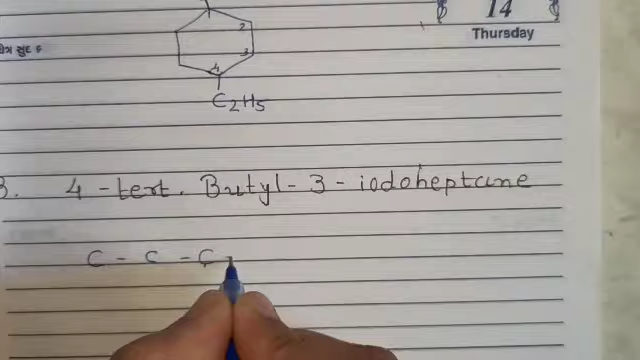 14
Thursday
2
3
4
C2H5
3. 4-tert. Butyl-3-iodoheptane
C - C - C